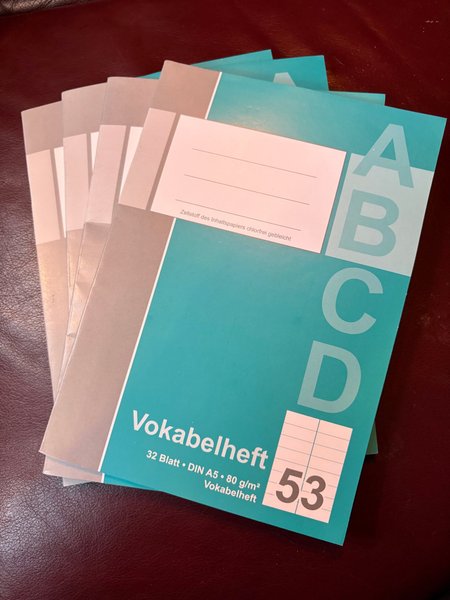 A
B
C
D
Zellstoff des Inhaltspapiers chlorfrei gebleicht
Vokabelheft
32 Blatt • DIN A5 • 80 g/m²
Vokabelheft
53